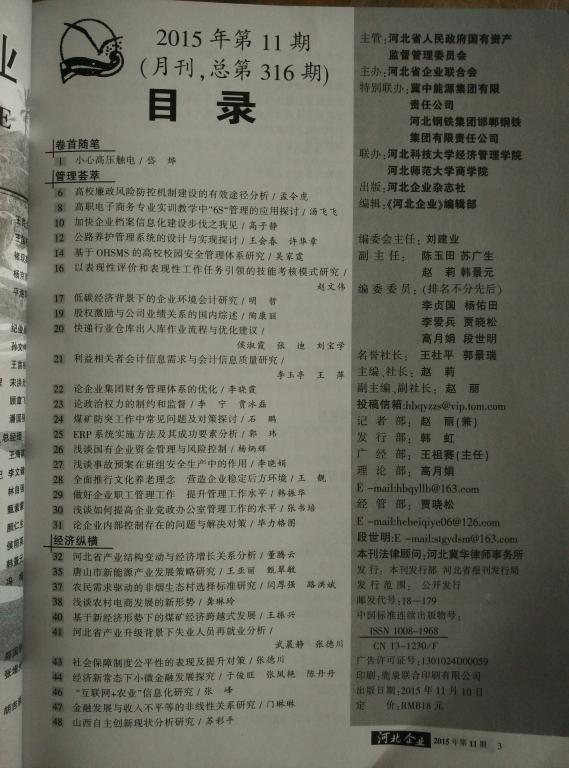 2015年第11期
(月刊,总第316期)
目 录
卷首随笔
1 小心高压触电/岱 烨
管理荟萃
6 高校廉政风险防控机制建设的有效途径分析/孟令虎
8 高职电子商务专业实训教学中"6S"管理的应用探讨/汤飞飞
10 加快企业档案信息化建设步伐之我见/高子静
12 公路养护管理系统的设计与实现探讨/王会春 许华章
14 基于OHSMS的高校校园安全管理体系研究/吴家霆
16 以表现性评价和表现性工作任务引领的技能考核模式研究/
赵文伟
17 低碳经济背景下的企业环境会计研究/明 哲
19 股权激励与公司业绩关系的国内综述/陶康丽
20 快递行业仓库出入库作业流程与优化建议/
侯淑霞 张 迪 刘宝学
21 利益相关者会计信息需求与会计信息质量研究/
李玉亭 王 萍
22 论企业集团财务管理体系的优化/李晓霞
23 论政治权力的制约和监督/李 宁 贾冰磊
24 煤矿防突工作中常见问题及对策探讨/石 鹏
25 ERP系统实施方法及其成功要素分析/郭 玮
26 浅谈国有企业资金管理与风险控制/杨炳辉
27 浅谈事故预案在班组安全生产中的作用/李晓娟
28 全面推行文化养老理念 营造企业稳定后方环境/王 靓
29 做好企业职工管理工作 提升管理工作水平/韩振华
30 浅谈如何提高企业党政办公室管理工作的水平/张书培
31 论企业内部控制存在的问题与解决对策/毕力格图
经济纵横
32 河北省产业结构变动与经济增长关系分析/董腾云
35 唐山市新能源产业发展策略研究/王亚丽 甄翠敏
37 农民需求驱动的非烟生态村选择标准研究/闫厚强 路洪斌
38 浅谈农村电商发展的新形势/龚琳玲
40 基于新经济形势下的煤矿经济跨越式发展/王振兴
41 河北省产业升级背景下失业人员再就业分析/
武晨静 张德川
43 社会保障制度公平性的表现及提升对策/张德川
44 经济新常态下小微金融发展探究/于俊旺 张凤艳 陈丹丹
46 "互联网+农业"信息化研究/张 峰
47 金融发展与收入不平等的非线性关系研究/门琳琳
48 山西自主创新现状分析研究/苏彩平
主管:河北省人民政府国有资产
监督管理委员会
主办:河北省企业联合会
特别联办:冀中能源集团有限
责任公司
河北钢铁集团邯郸钢铁
集团有限责任公司
联办:河北科技大学经济管理学院
河北师范大学商学院
出版:河北企业杂志社
编辑:《河北企业》编辑部
编委会主任:刘建业
副 主 任: 陈玉田 苏广生
赵 莉 韩景元
编委委员:(排名不分先后)
李贞国 杨佑田
李爱兵 贾晓松
高月娟 段世明
名誉社长: 王杜平 郭景瑞
主编、社长: 赵 莉
副主编、副社长: 赵 丽
投稿信箱:hbqyzzs@vip.tom.com
记 者 部: 赵 丽(兼)
发 行 部: 韩 虹
广 经 部: 王祖赛(主任)
理 论 部: 高月娟
E-mail:hbqyllh@163.com
经 管 部: 贾晓松
E-mail:hebeiqiye06@126.com
段世明:E-mail:stgydsm@163.com
本刊法律顾问:河北冀华律师事务所
发 行:本刊发行部 河北省报刊发行局
发行范围: 公开发行
邮发代号:18—179
中国标准连续出版物号:
ISSN 1008-1968
CN 13-1230/F
广告许可证号:1301024D00059
印刷:鹿泉联合印刷有限公司
出版日期:2015年11月10日
定 价:RMB18元
河北企业 2015年第11期 3